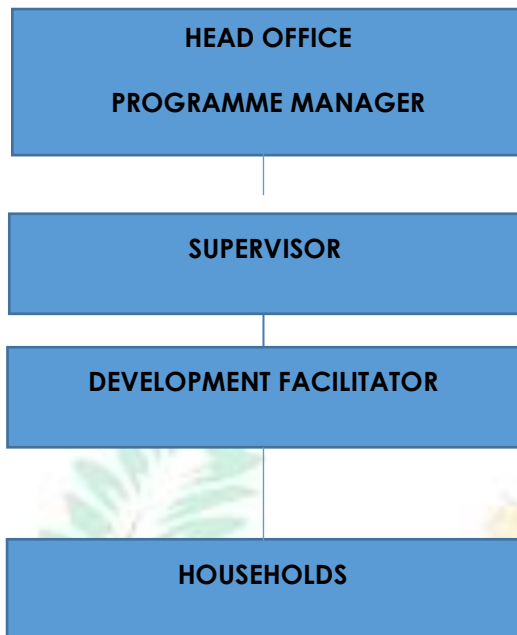 HEAD OFFICE
PROGRAMME MANAGER
SUPERVISOR
DEVELOPMENT FACILITATOR
HOUSEHOLDS